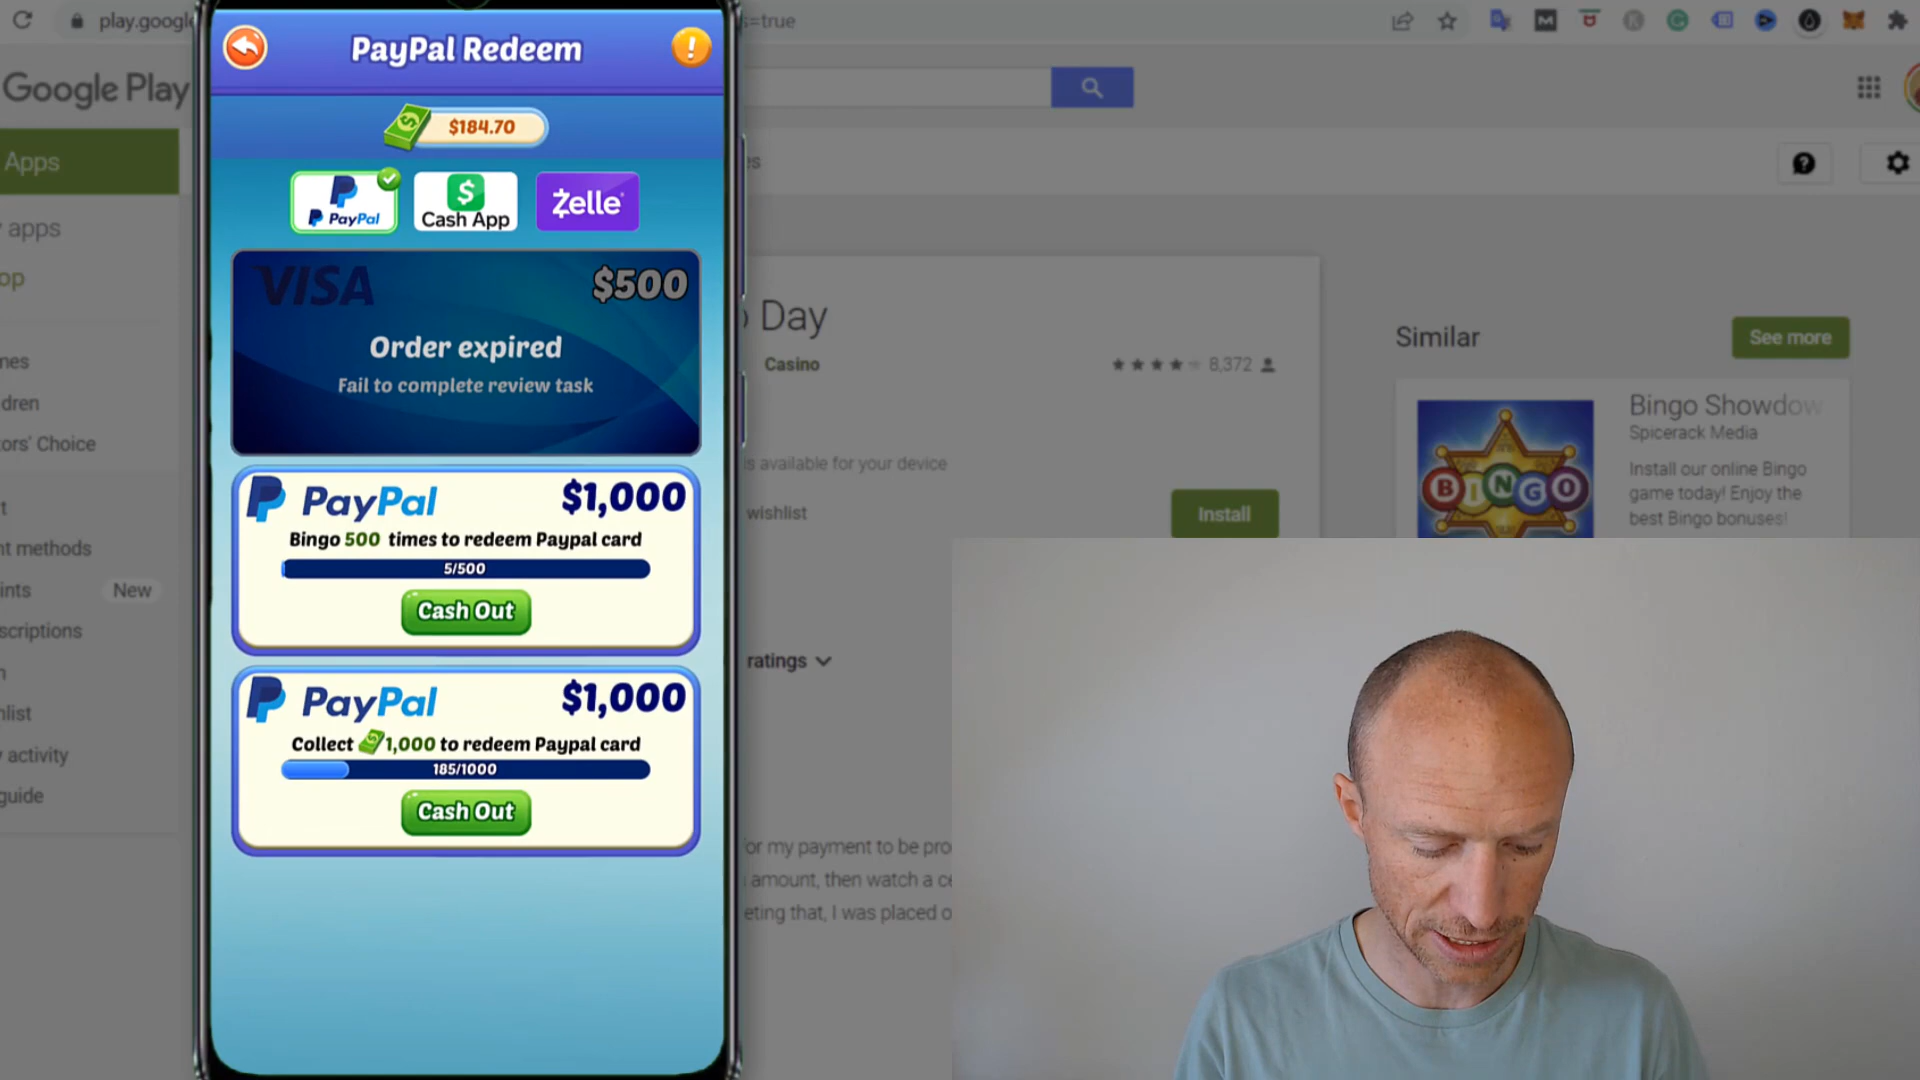 play.google
s=true
Google Play
PayPal Redeem
$184.70
PayPal
Cash App
Zelle
VISA
$500
Order expired
Fail to complete review task
PayPal
$1,000
Bingo 500 times to redeem Paypal card
5/500
Cash Out
PayPal
$1,000
Collect 1,000 to redeem Paypal card
185/1000
Cash Out
Apps
apps
op
mes
dren
tors' Choice
nt methods
ints
New
scriptions
hlist
y activity
guide
Day
Casino
8,372
is available for your device
wishlist
Install
ratings
or my payment to be pro
amount, then watch a ce
eting that, I was placed o
Similar
See more
Bingo Showdow
Spicerack Media
Install our online Bingo
game today! Enjoy the
best Bingo bonuses!
BINGO